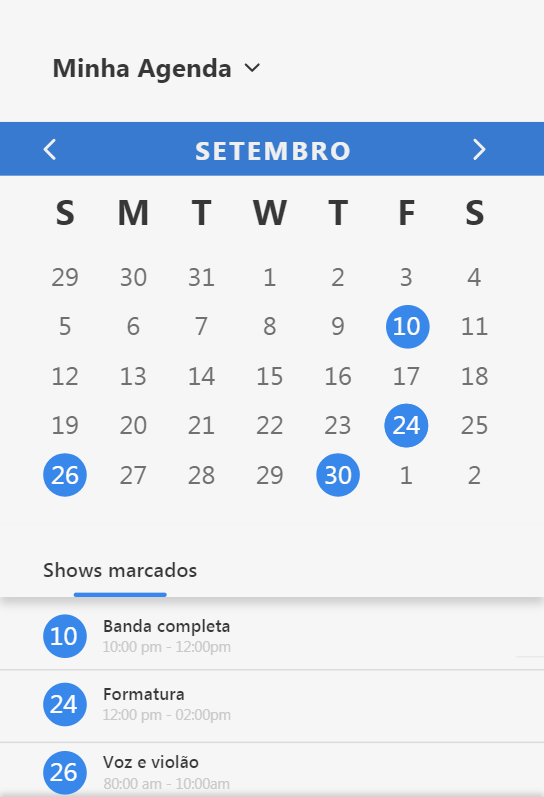 Minha Agenda
SETEMBRO
S M T W T F S
29 30 31 1 2 3 4
5 6 7 8 9 10 11
12 13 14 15 16 17 18
19 20 21 22 23 24 25
26 27 28 29 30 1 2
Shows marcados
10 Banda completa
10:00 pm - 12:00pm
24 Formatura
12:00 pm - 02:00pm
26 Voz e violão
80:00 am - 10:00am